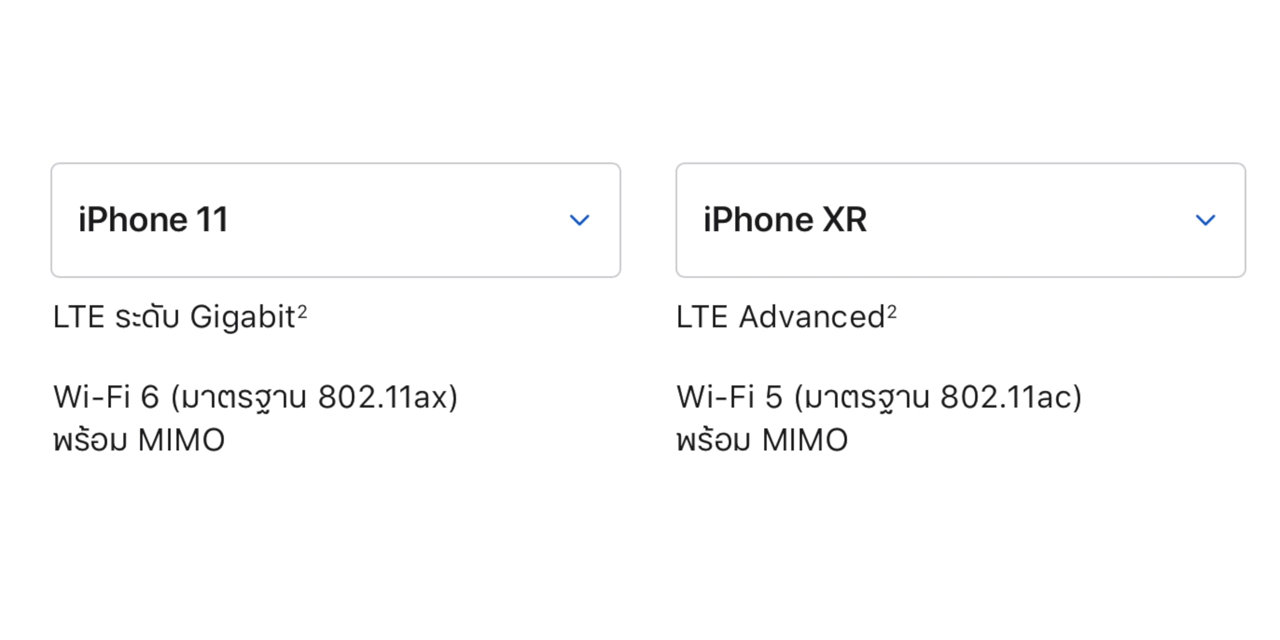 iPhone 11
LTE ระดับ Gigabit²
Wi-Fi 6 (มาตรฐาน 802.11ax)
พร้อม MIMO
iPhone XR
LTE Advanced²
Wi-Fi 5 (มาตรฐาน 802.11ac)
พร้อม MIMO